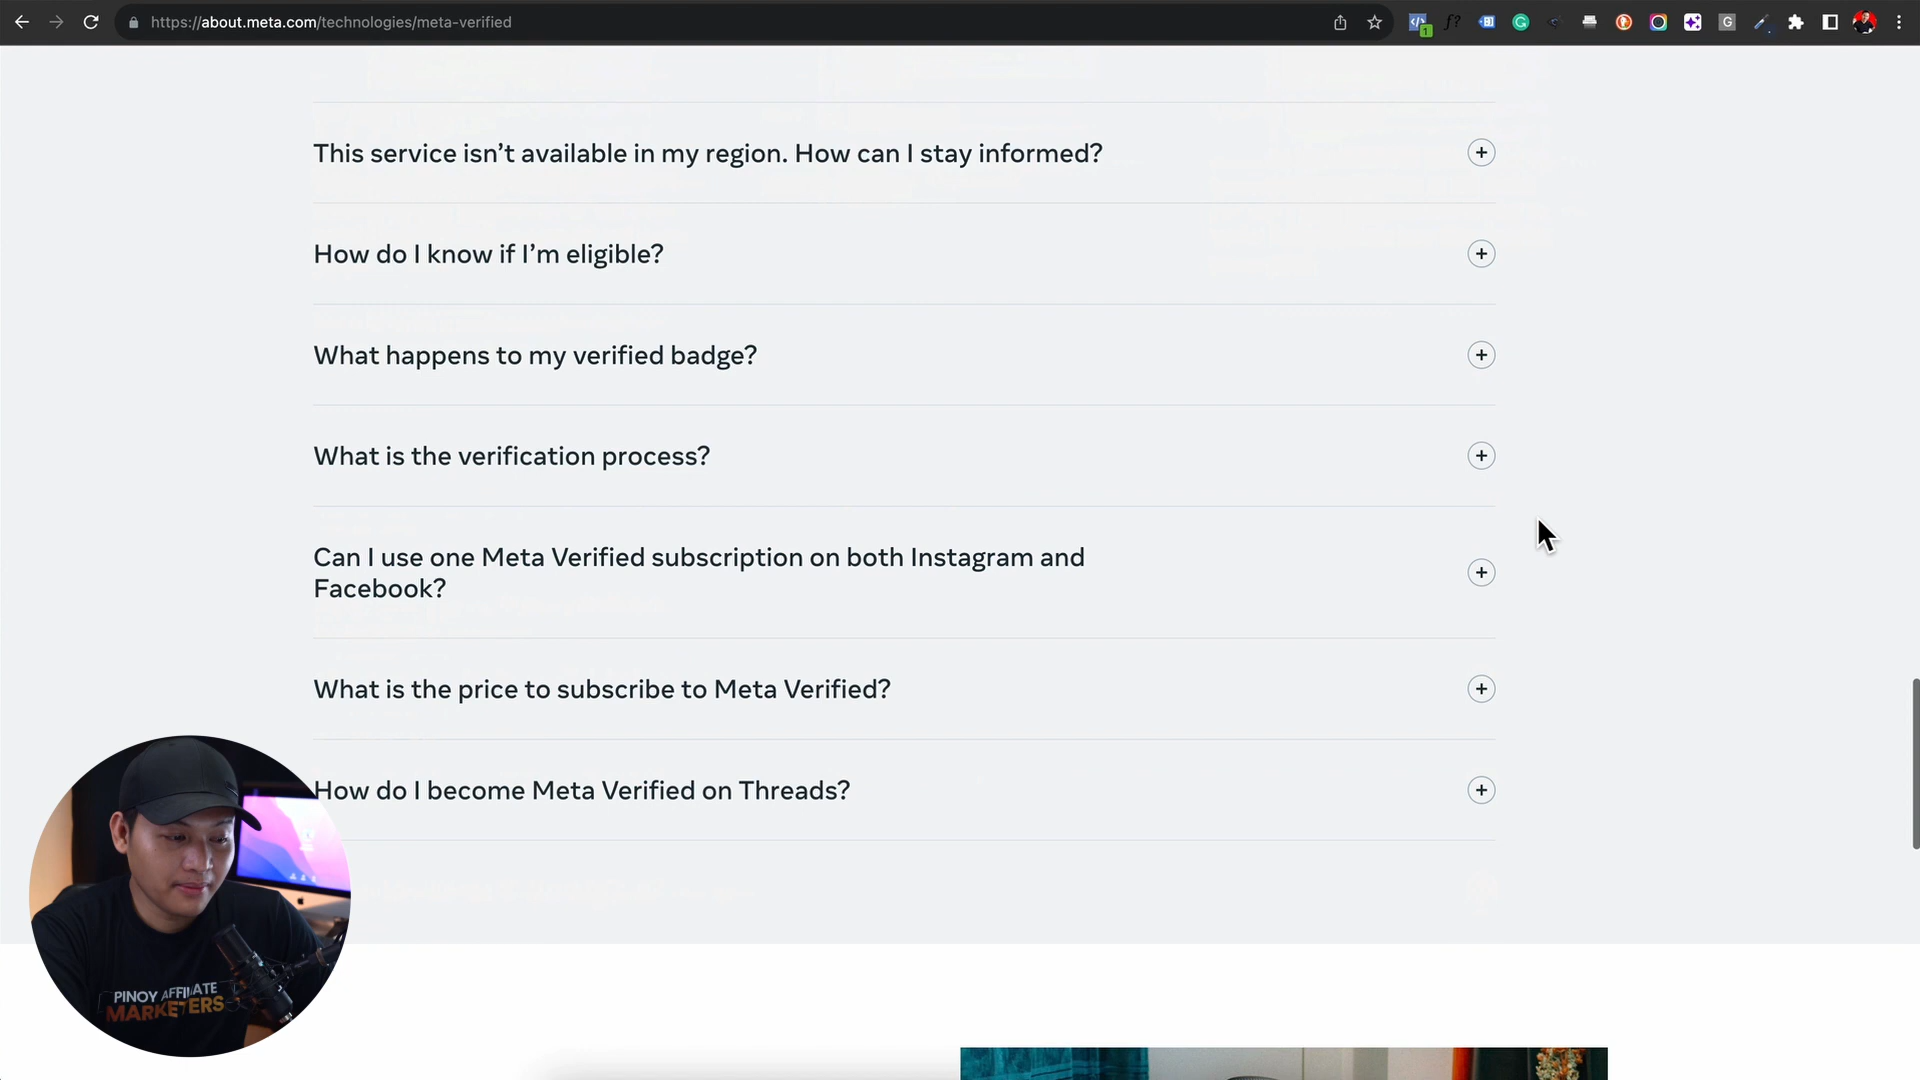 https://about.meta.com/technologies/meta-verified
This service isn’t available in my region. How can I stay informed?
How do I know if I’m eligible?
What happens to my verified badge?
What is the verification process?
Can I use one Meta Verified subscription on both Instagram and
Facebook?
What is the price to subscribe to Meta Verified?
How do I become Meta Verified on Threads?
PINOY AFFILIATE
MARKETERS